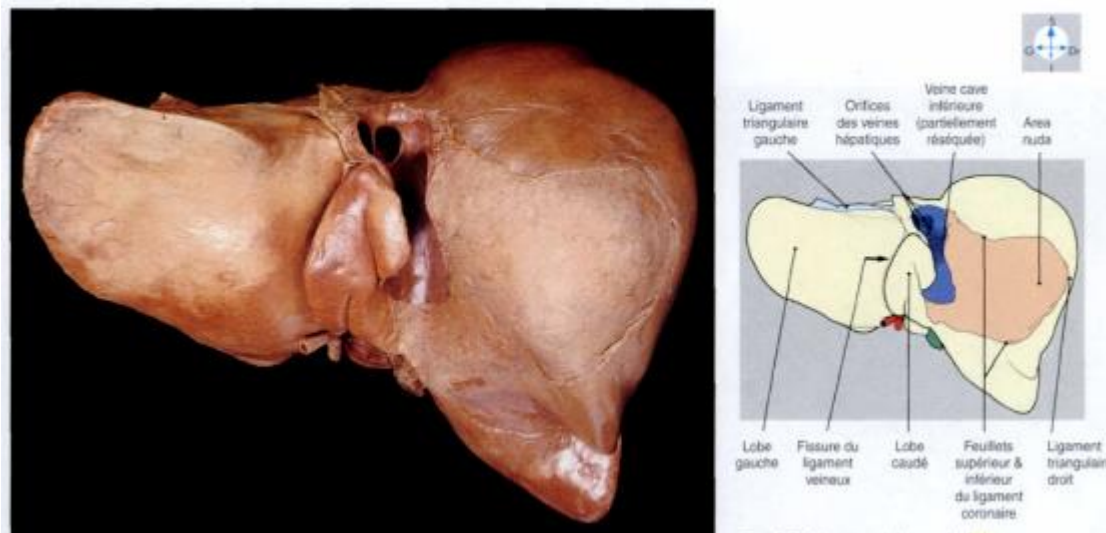 S
G
Dr
I
Ligament
triangulaire
gauche
Orifices
des veines
hépatiques
Veine cave
inférieure
(partiellement
réséquée)
Area
nuda
Lobe
gauche
Fissure du
ligament
veineux
Lobe
caudé
Feuillets
supérieur &
inférieur
du ligament
coronaire
Ligament
triangulair
droit